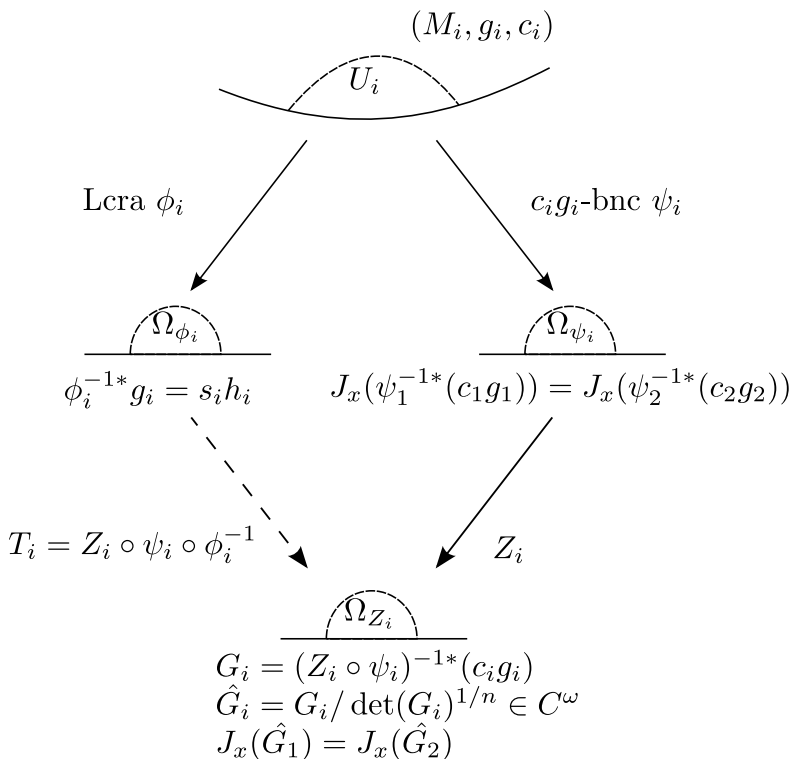 (M_i, g_i, c_i)
U_i
Lcra ϕ_i
c_i g_i-bnc ψ_i
Ω_{ϕ_i}
Ω_{ψ_i}
ϕ_i^{-1*} g_i = s_i h_i
J_x(ψ_1^{-1*}(c_1 g_1)) = J_x(ψ_2^{-1*}(c_2 g_2))
T_i = Z_i ∘ ψ_i ∘ ϕ_i^{-1}
Z_i
Ω_{Z_i}
G_i = (Z_i ∘ ψ_i)^{-1*}(c_i g_i)
Ĝ_i = G_i / det(G_i)^{1/n} ∈ C^ω
J_x(Ĝ_1) = J_x(Ĝ_2)